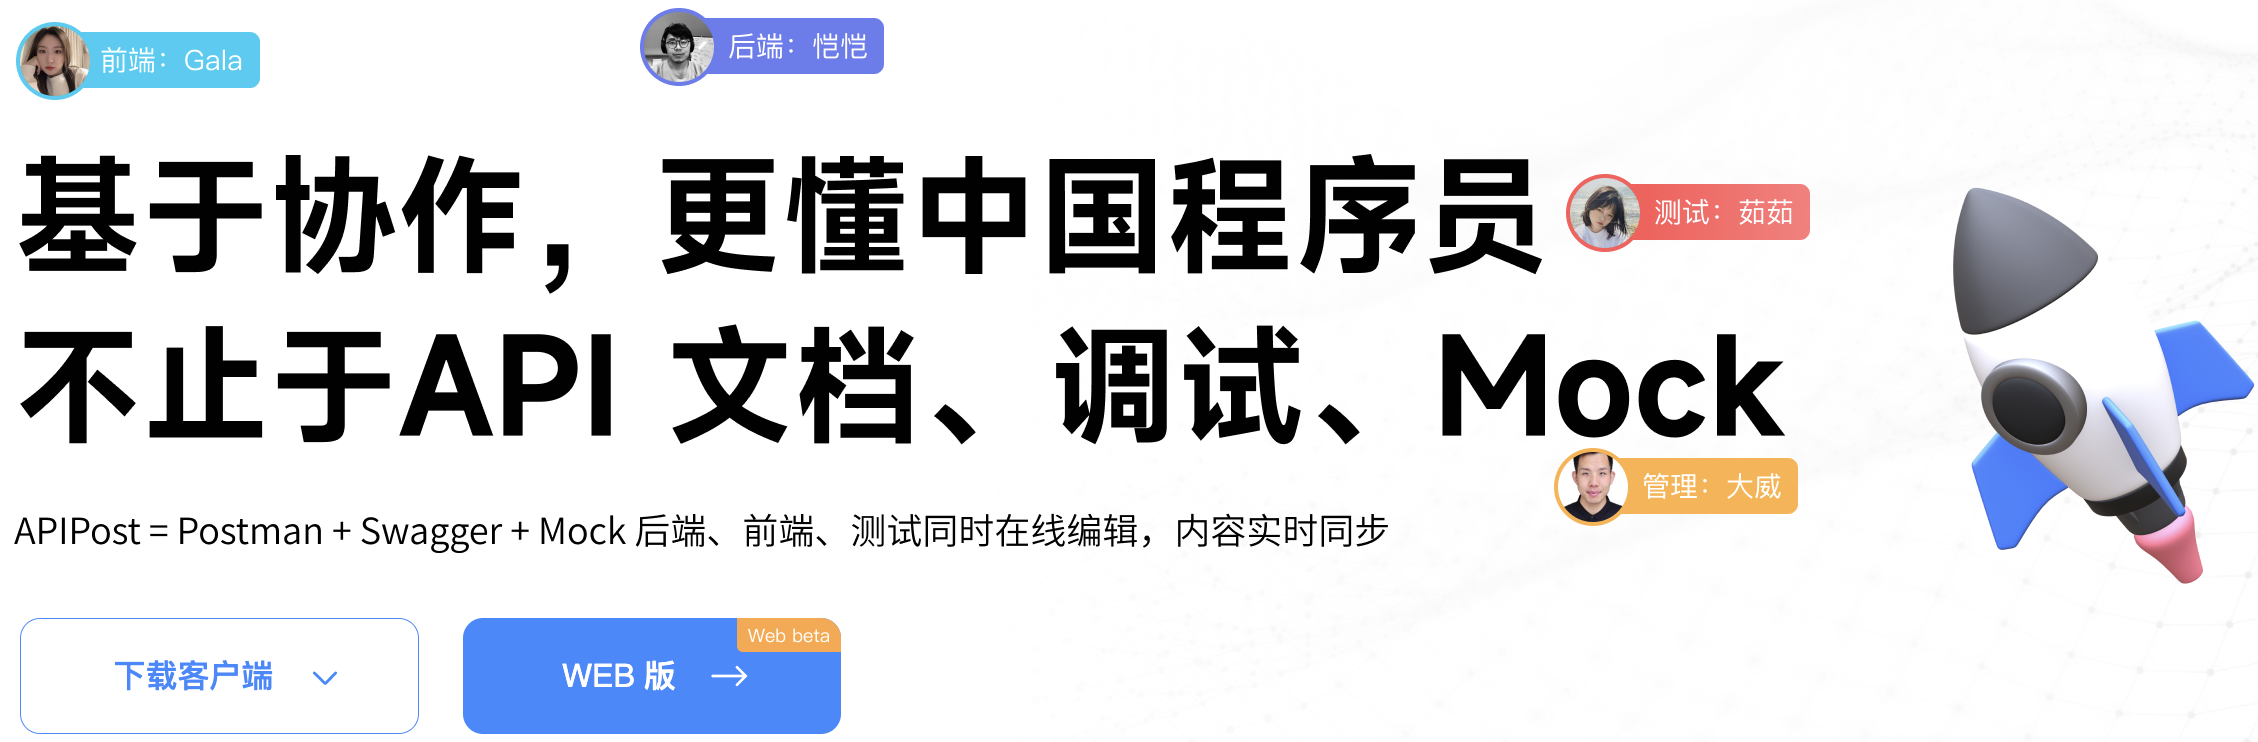 前端：Gala
后端：恺恺
基于协作，更懂中国程序员
测试：茹茹
不止于API 文档、调试、Mock
管理：大威
APIPost = Postman + Swagger + Mock 后端、前端、测试同时在线编辑，内容实时同步
下载客户端
WEB 版
Web beta